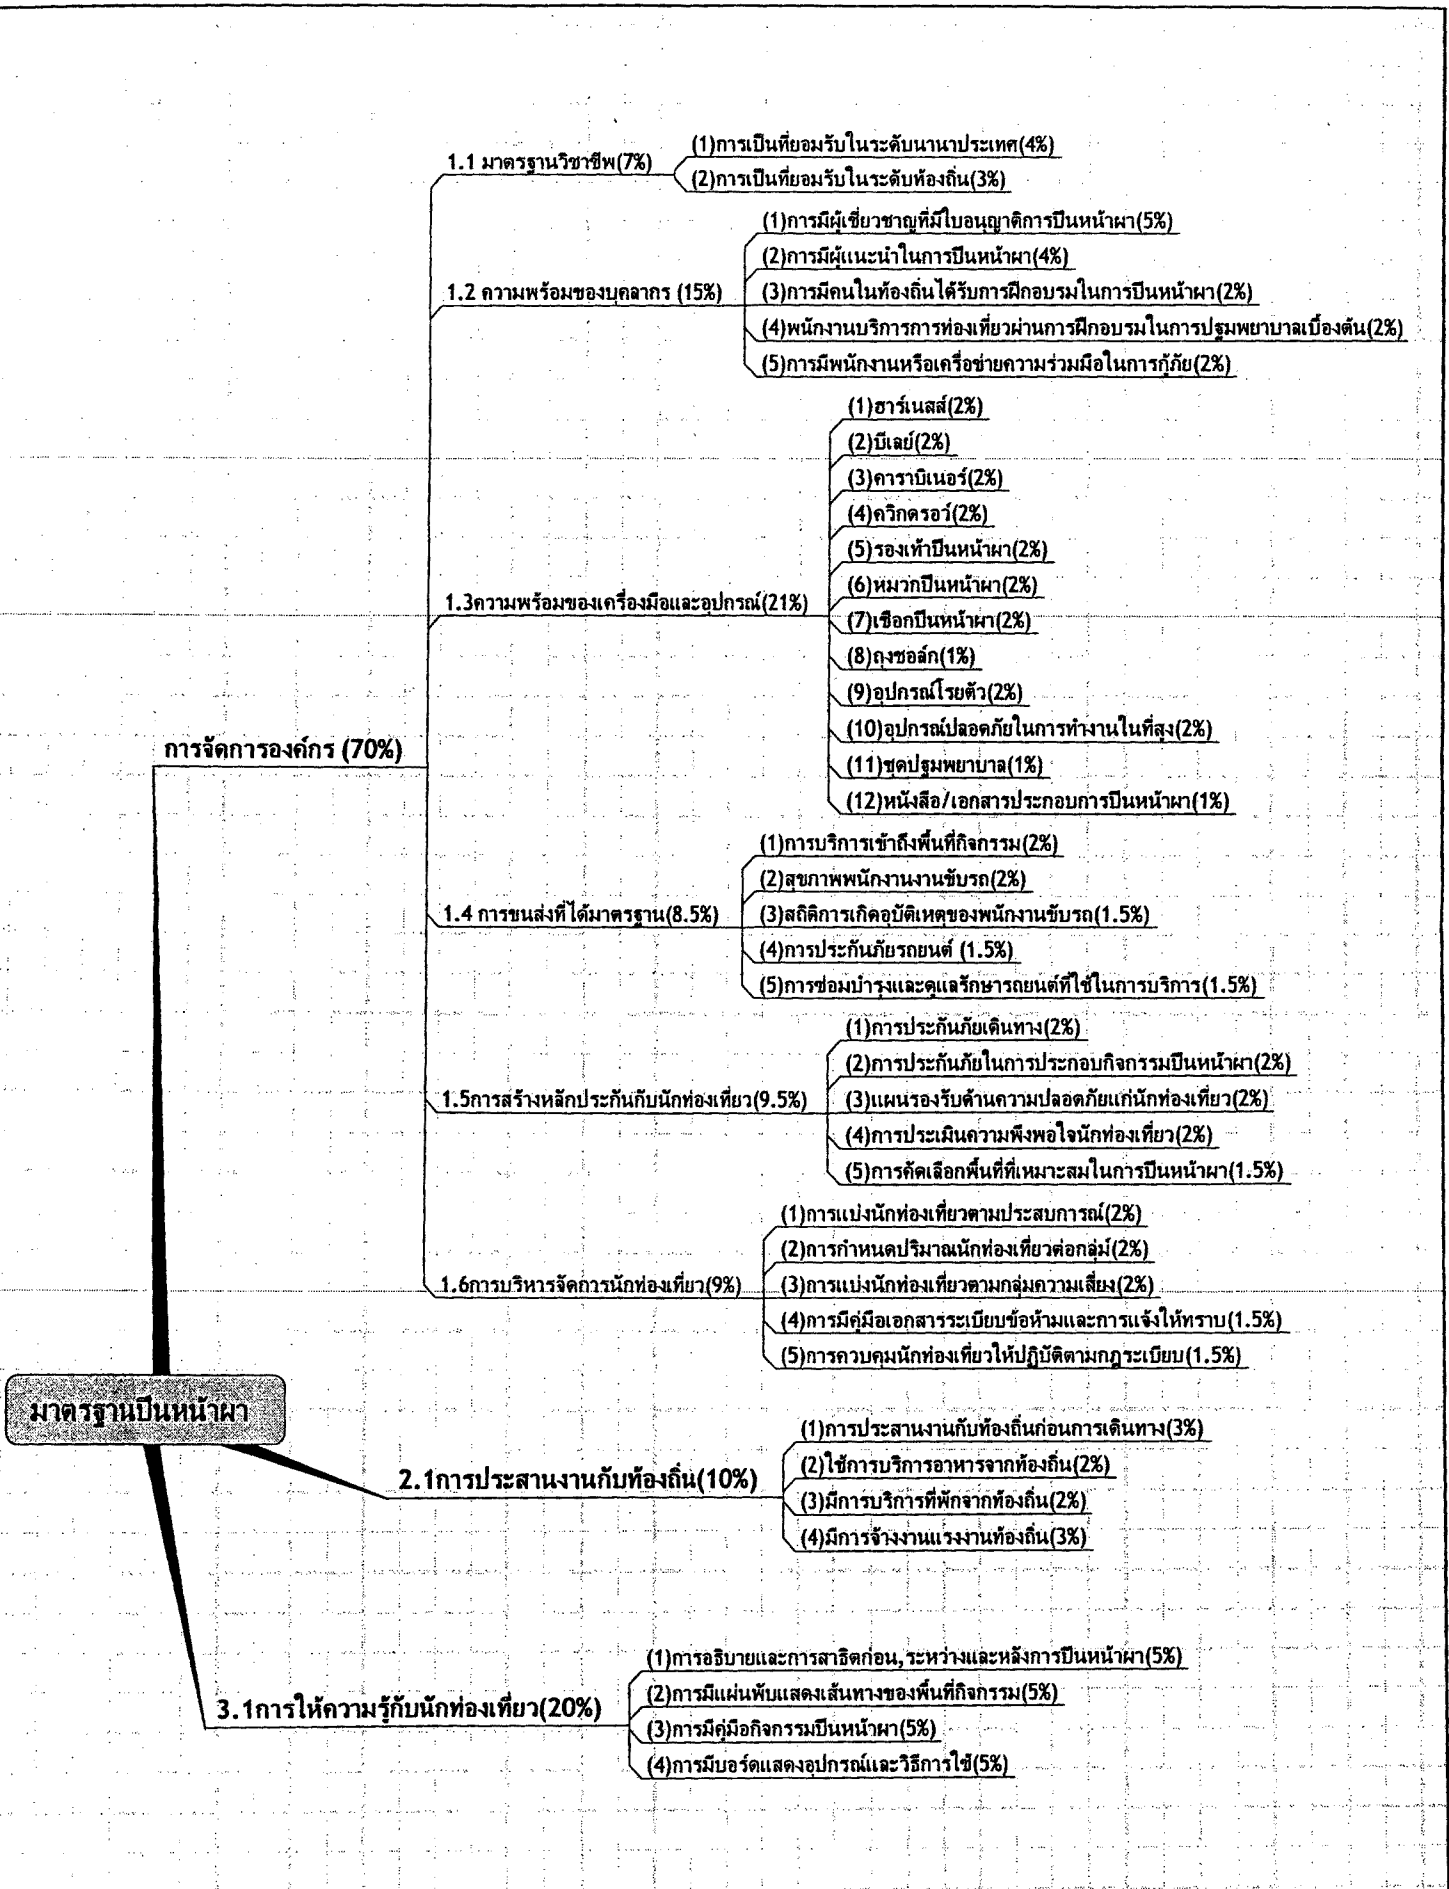 1.1 มาตรฐานวิชาชีพ(7%)
(1)การเป็นที่ยอมรับในระดับนานาประเทศ(4%)
(2)การเป็นที่ยอมรับในระดับท้องถิ่น(3%)
1.2 ความพร้อมของบุคลากร (15%)
(1)การมีผู้เชี่ยวชาญที่มีใบอนุญาติการปีนหน้าผา(5%)
(2)การมีผู้แนะนำในการปีนหน้าผา(4%)
(3)การมีคนในท้องถิ่นได้รับการฝึกอบรมในการปีนหน้าผา(2%)
(4)พนักงานบริการการท่องเที่ยวผ่านการฝึกอบรมในการปฐมพยาบาลเบื้องต้น(2%)
(5)การมีพนักงานหรือเครือข่ายความร่วมมือในการกู้ภัย(2%)
1.3ความพร้อมของเครื่องมือและอุปกรณ์(21%)
(1)ฮาร์เนสส์(2%)
(2)บีเลย์(2%)
(3)คาราบิเนอร์(2%)
(4)ควิกดรอว์(2%)
(5)รองเท้าปีนหน้าผา(2%)
(6)หมวกปีนหน้าผา(2%)
(7)เชือกปีนหน้าผา(2%)
(8)ถุงชอล์ก(1%)
(9)อุปกรณ์โรยตัว(2%)
(10)อุปกรณ์ปลอดภัยในการทำงานในที่สูง(2%)
(11)ชุดปฐมพยาบาล(1%)
(12)หนังสือ/เอกสารประกอบการปีนหน้าผา(1%)
การจัดการองค์กร (70%)
1.4 การขนส่งที่ได้มาตรฐาน(8.5%)
(1)การบริการเข้าถึงพื้นที่กิจกรรม(2%)
(2)สุขภาพพนักงานงานขับรถ(2%)
(3)สถิติการเกิดอุบัติเหตุของพนักงานขับรถ(1.5%)
(4)การประกันภัยรถยนต์ (1.5%)
(5)การซ่อมบำรุงและดูแลรักษารถยนต์ที่ใช้ในการบริการ(1.5%)
1.5การสร้างหลักประกันกับนักท่องเที่ยว(9.5%)
(1)การประกันภัยเดินทาง(2%)
(2)การประกันภัยในการประกอบกิจกรรมปีนหน้าผา(2%)
(3)แผนรองรับด้านความปลอดภัยแก่นักท่องเที่ยว(2%)
(4)การประเมินความพึงพอใจนักท่องเที่ยว(2%)
(5)การคัดเลือกพื้นที่ที่เหมาะสมในการปีนหน้าผา(1.5%)
1.6การบริหารจัดการนักท่องเที่ยว(9%)
(1)การแบ่งนักท่องเที่ยวตามประสบการณ์(2%)
(2)การกำหนดปริมาณนักท่องเที่ยวต่อกลุ่ม์(2%)
(3)การแบ่งนักท่องเที่ยวตามกลุ่มความเสี่ยง(2%)
(4)การมีคู่มือเอกสารระเบียบข้อห้ามและการแจ้งให้ทราบ(1.5%)
(5)การควบคุมนักท่องเที่ยวให้ปฏิบัติตามกฎระเบียบ(1.5%)
มาตรฐานปีนหน้าผา
2.1การประสานงานกับท้องถิ่น(10%)
(1)การประสานงานกับท้องถิ่นก่อนการเดินทาง(3%)
(2)ใช้การบริการอาหารจากท้องถิ่น(2%)
(3)มีการบริการที่พักจากท้องถิ่น(2%)
(4)มีการจ้างงานแรงงานท้องถิ่น(3%)
3.1การให้ความรู้กับนักท่องเที่ยว(20%)
(1)การอธิบายและการสาธิตก่อน,ระหว่างและหลังการปีนหน้าผา(5%)
(2)การมีแผ่นพับแสดงเส้นทางของพื้นที่กิจกรรม(5%)
(3)การมีคู่มือกิจกรรมปีนหน้าผา(5%)
(4)การมีบอร์ดแสดงอุปกรณ์และวิธีการใช้(5%)